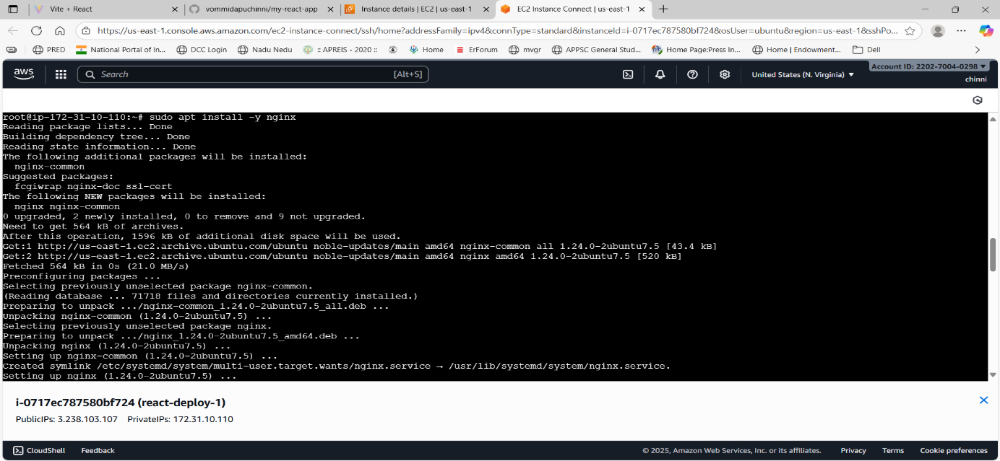 Vite + React
vommidapuchinni/my-react-app
Instance details | EC2 | us-east-1
EC2 Instance Connect | us-east-1
https://us-east-1.console.aws.amazon.com/ec2-instance-connect/ssh/home?addressFamily=ipv4&connType=standard&instanceId=i-0717ec787580bf724&osUser=ubuntu&region=us-east-1&sshPo...
PRED
National Portal of In...
DCC Login
Nadu Nedu
:: APREIS - 2020 ::
Home
ErForum
mvgr
APPSC General Stud...
Home Page:Press In...
Home | Endowment...
Dell
aws
Search
[Alt+S]
United States (N. Virginia)
Account ID: 2202-7004-0298
chinni
root@ip-172-31-10-110:~# sudo apt install -y nginx
Reading package lists... Done
Building dependency tree... Done
Reading state information... Done
The following additional packages will be installed:
nginx-common
Suggested packages:
fcgiwrap nginx-doc ssl-cert
The following NEW packages will be installed:
nginx nginx-common
0 upgraded, 2 newly installed, 0 to remove and 9 not upgraded.
Need to get 564 kB of archives.
After this operation, 1596 kB of additional disk space will be used.
Get:1 http://us-east-1.ec2.archive.ubuntu.com/ubuntu noble-updates/main amd64 nginx-common all 1.24.0-2ubuntu7.5 [43.4 kB]
Get:2 http://us-east-1.ec2.archive.ubuntu.com/ubuntu noble-updates/main amd64 nginx amd64 1.24.0-2ubuntu7.5 [520 kB]
Fetched 564 kB in 0s (21.0 MB/s)
Preconfiguring packages ...
Selecting previously unselected package nginx-common.
(Reading database ... 71718 files and directories currently installed.)
Preparing to unpack .../nginx-common_1.24.0-2ubuntu7.5_all.deb ...
Unpacking nginx-common (1.24.0-2ubuntu7.5) ...
Selecting previously unselected package nginx.
Preparing to unpack .../nginx_1.24.0-2ubuntu7.5_amd64.deb ...
Unpacking nginx (1.24.0-2ubuntu7.5) ...
Setting up nginx-common (1.24.0-2ubuntu7.5) ...
Created symlink /etc/systemd/system/multi-user.target.wants/nginx.service → /usr/lib/systemd/system/nginx.service.
Setting up nginx (1.24.0-2ubuntu7.5) ...
i-0717ec787580bf724 (react-deploy-1)
PublicIPs: 3.238.103.107 PrivateIPs: 172.31.10.110
CloudShell
Feedback
© 2025, Amazon Web Services, Inc. or its affiliates.
Privacy
Terms
Cookie preferences